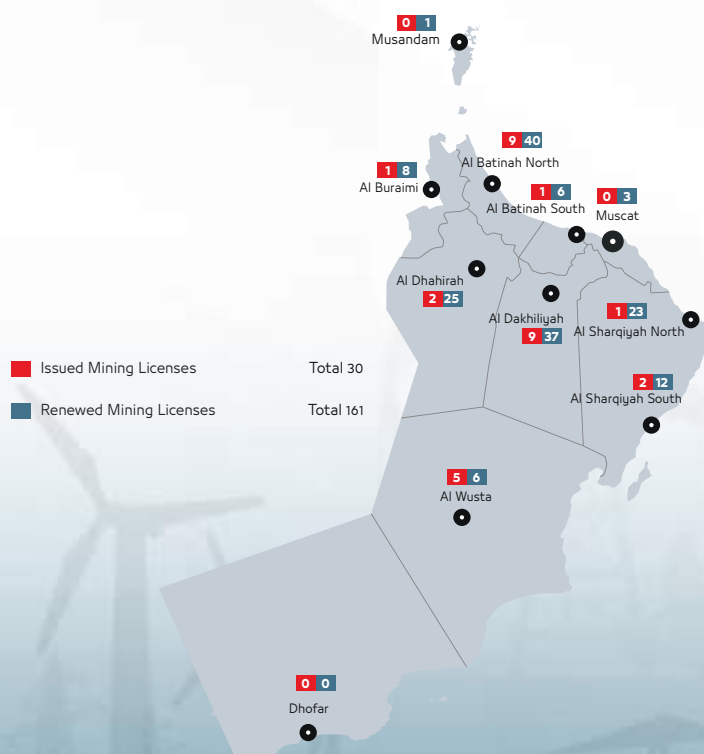 0 1
Musandam
9 40
Al Batinah North
1 8
Al Buraimi
1 6
Al Batinah South
0 3
Muscat
Al Dhahirah
2 25
Al Dakhiliyah
9 37
1 23
Al Sharqiyah North
Issued Mining Licenses Total 30
2 12
Al Sharqiyah South
Renewed Mining Licenses Total 161
5 6
Al Wusta
0 0
Dhofar